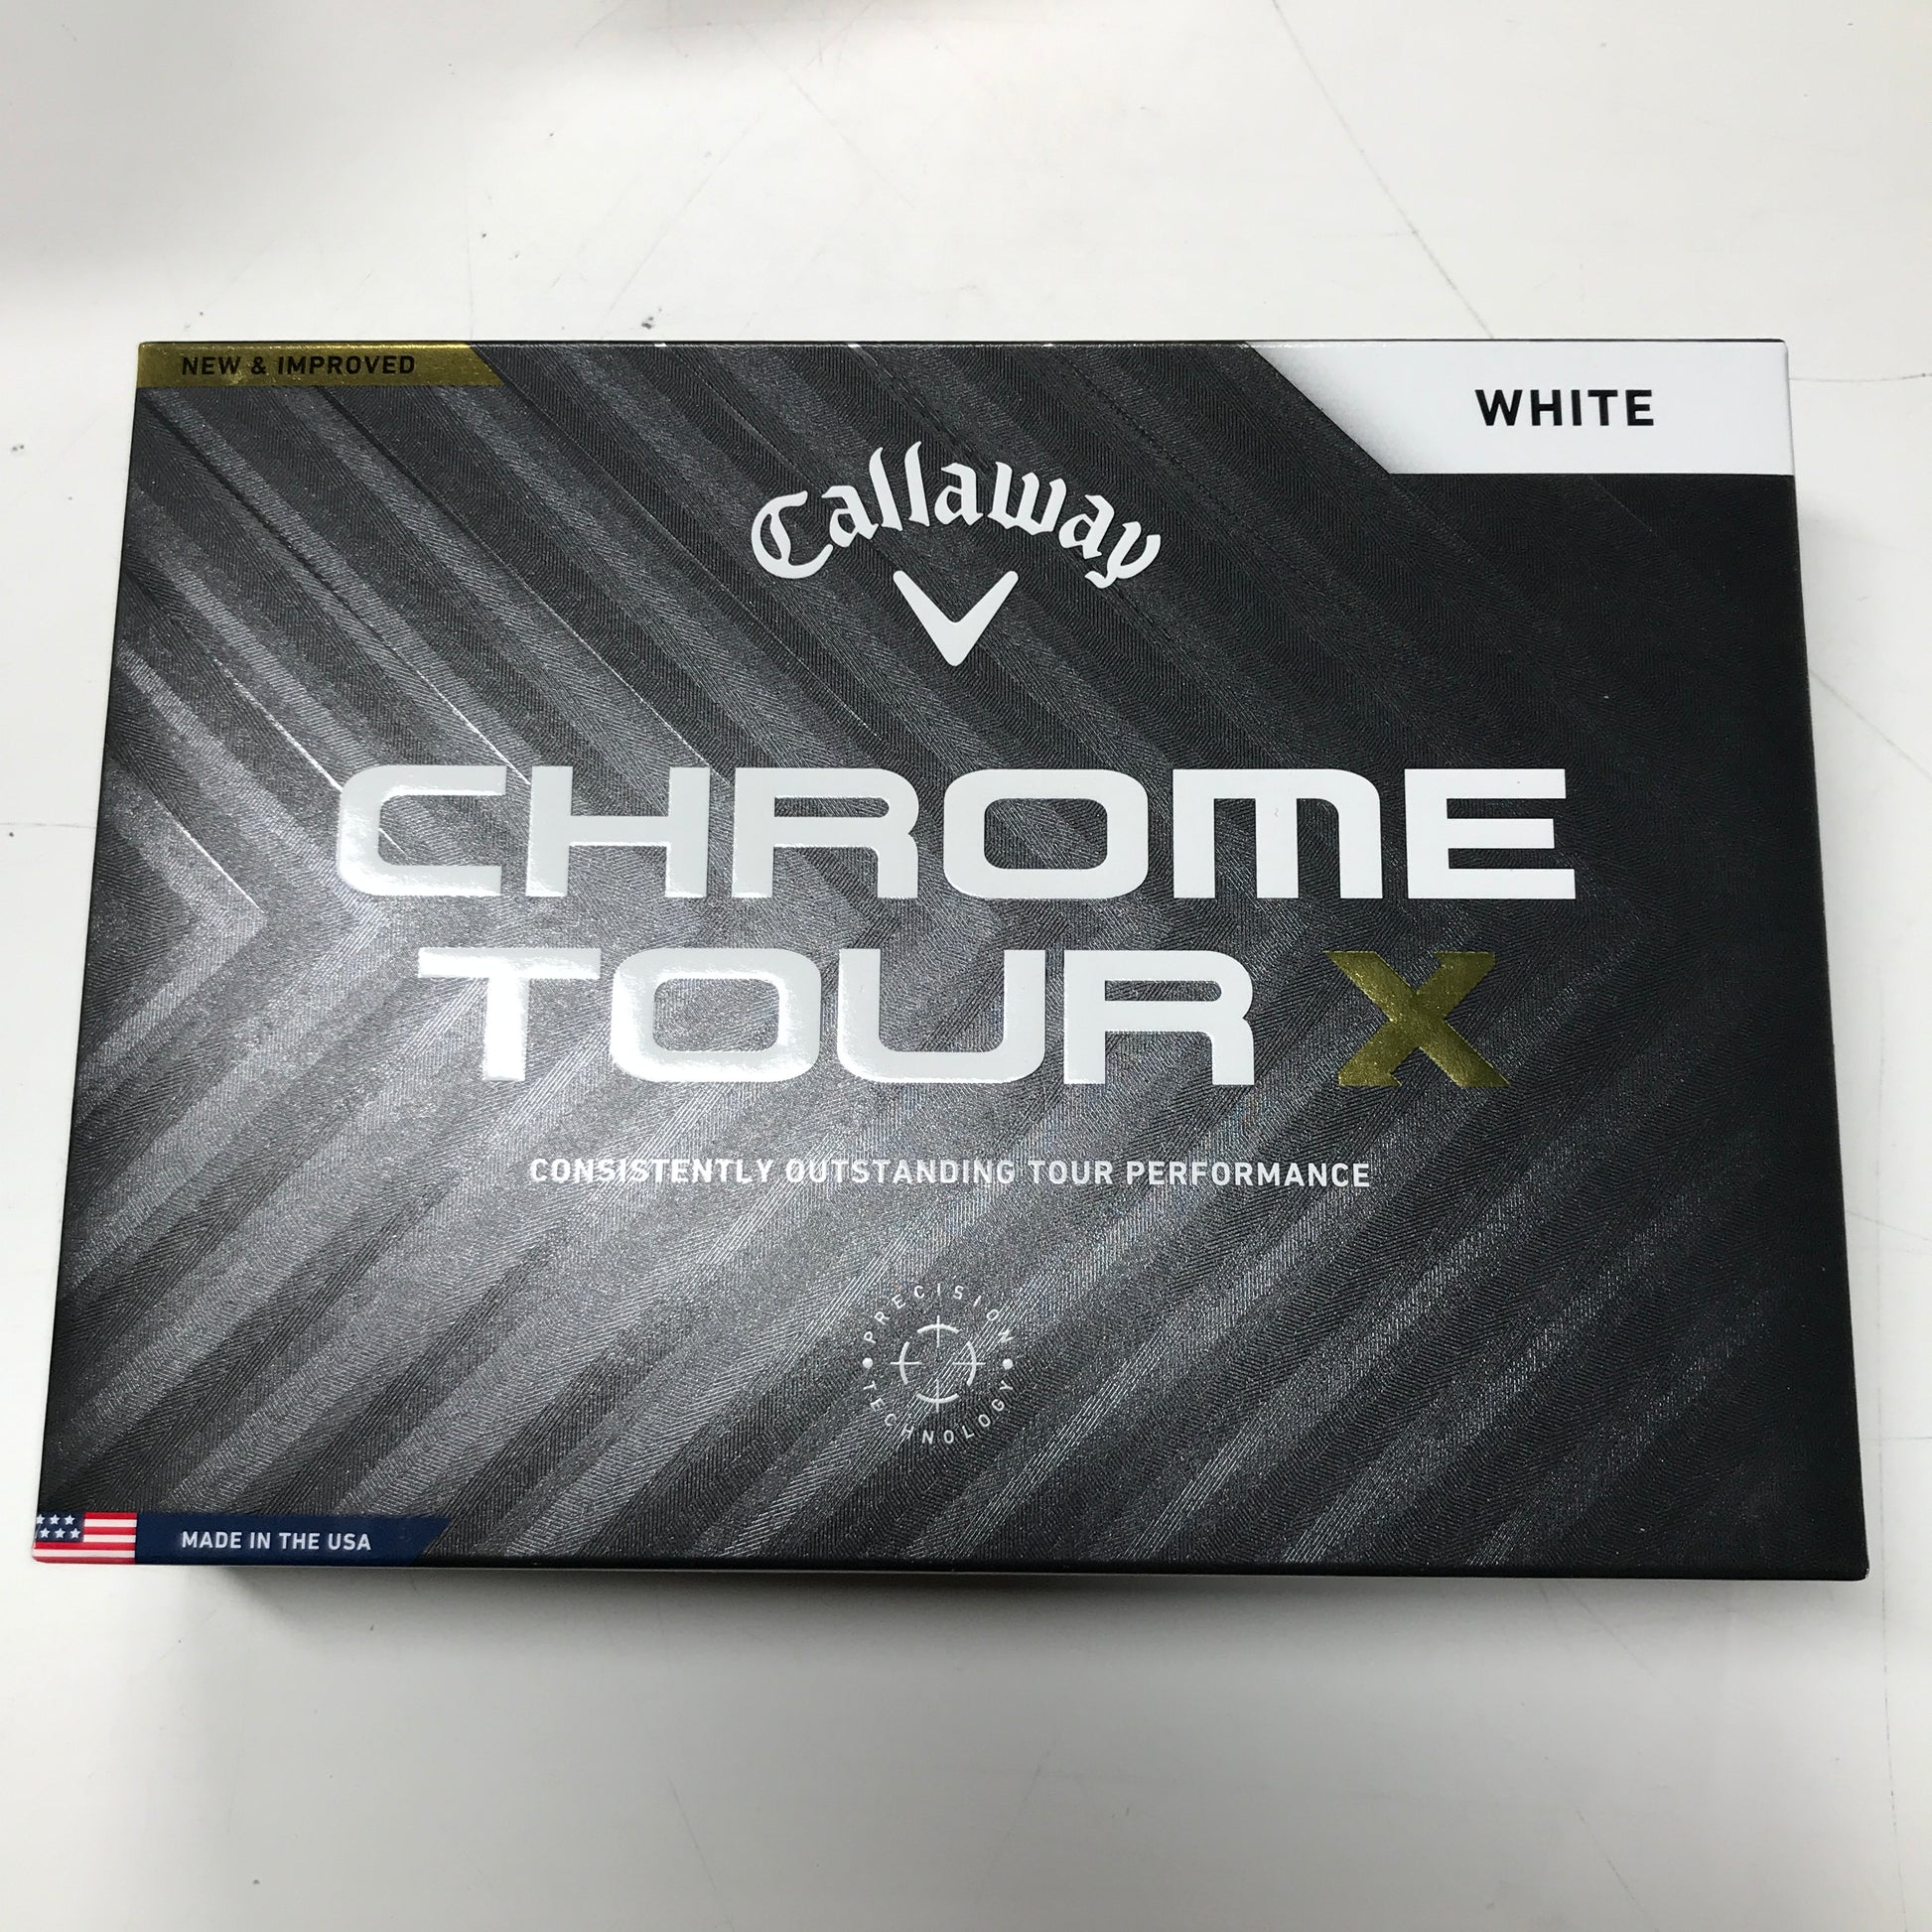 NEW & IMPROVED
WHITE
Callaway
CHROME
TOUR X
CONSISTENTLY OUTSTANDING TOUR PERFORMANCE
PRECISION
TECHNOLOGY
MADE IN THE USA